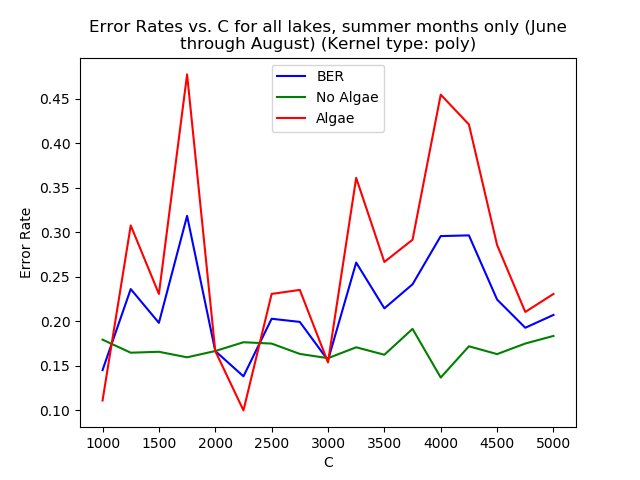 Error Rates vs. C for all lakes, summer months only (June
through August) (Kernel type: poly)
BER
No Algae
Algae
Error Rate
0.45
0.40
0.35
0.30
0.25
0.20
0.15
0.10
1000 1500 2000 2500 3000 3500 4000 4500 5000
C